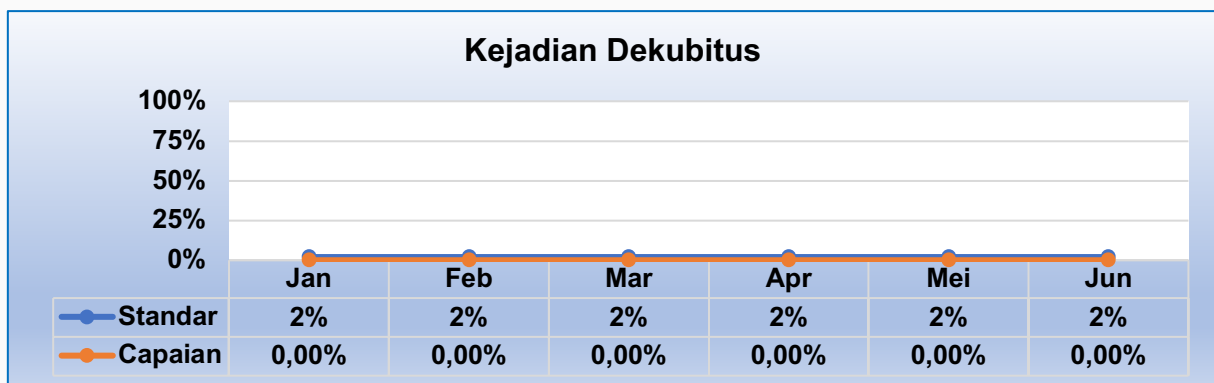 Kejadian Dekubitus
100%
75%
50%
25%
0%
Jan Feb Mar Apr Mei Jun
Standar 2% 2% 2% 2% 2% 2%
Capaian 0,00% 0,00% 0,00% 0,00% 0,00% 0,00%